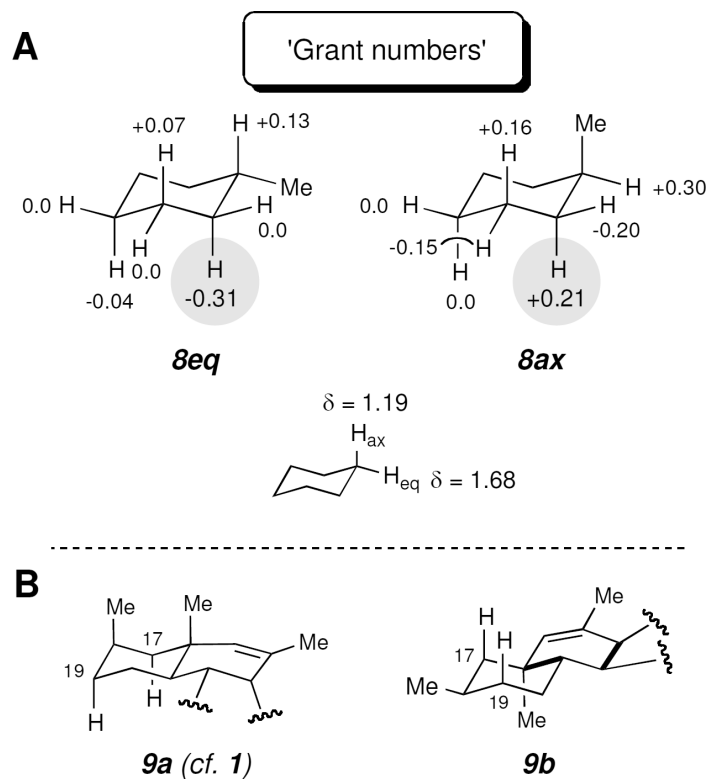 A
'Grant numbers'
+0.07
H
H +0.13
Me
0.0 H
H
0.0
H
H 0.0
-0.04
H
-0.31
8eq
+0.16
H
Me
H +0.30
0.0 H
H
-0.20
-0.15
H
H
0.0
H
+0.21
8ax
δ = 1.19
Hax
Heq δ = 1.68
B
Me
Me
17
Me
19
H
H
9a (cf. 1)
Me
H
H
17
Me
19
Me
9b